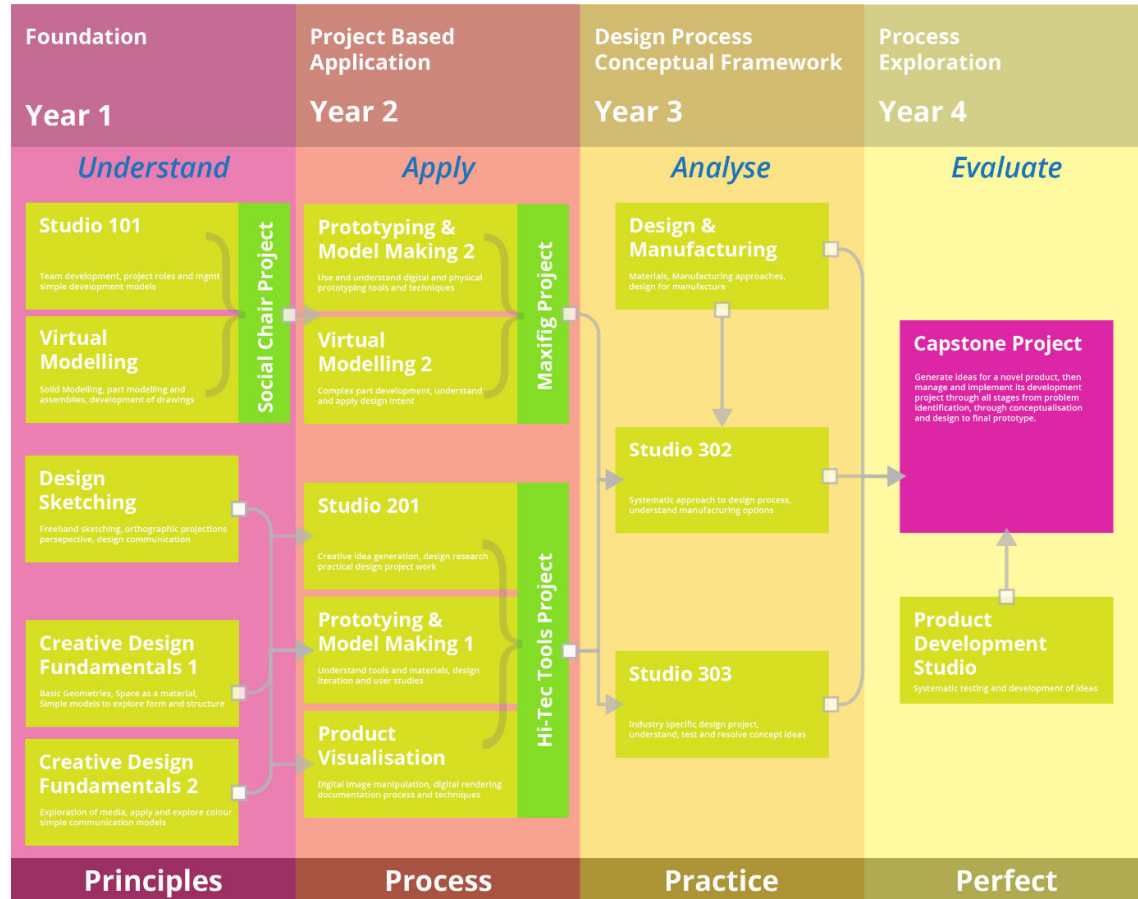 Foundation
Year 1
Understand
Studio 101
Team development, project roles and mgmt
simple development models
Virtual
Modelling
Solid Modelling, part modelling and
assemblies, development of drawings
Social Chair Project
Design
Sketching
Freehand sketching, orthographic projections
persepective, design communication
Creative Design
Fundamentals 1
Basic Geometries, Space as a material,
Simple models to explore form and structure
Creative Design
Fundamentals 2
Exploration of media, apply and explore colour
simple communication models
Principles
Project Based
Application
Year 2
Apply
Prototyping &
Model Making 2
Use and understand digital and physical
prototyping tools and techniques
Virtual
Modelling 2
Complex part development, understand
and apply design intent
Maxifig Project
Studio 201
Creative idea generation, design research
practical design project work
Prototying &
Model Making 1
Understand tools and materials, design
iteration and user studies
Product
Visualisation
Digital image manipulation, digital rendering
documentation process and techniques
Hi-Tec Tools Project
Process
Design Process
Conceptual Framework
Year 3
Analyse
Design &
Manufacturing
Materials, Manufacturing approaches,
design for manufacture
Studio 302
Systematic approach to design process,
understand manufacturing options
Studio 303
Industry specific design project,
understand, test and resolve concept ideas
Practice
Process
Exploration
Year 4
Evaluate
Capstone Project
Generate ideas for a novel product, then
manage and implement its development
project through all stages from problem
identification, through conceptualisation
and design to final prototype.
Product
Development
Studio
Systematic testing and development of ideas
Perfect